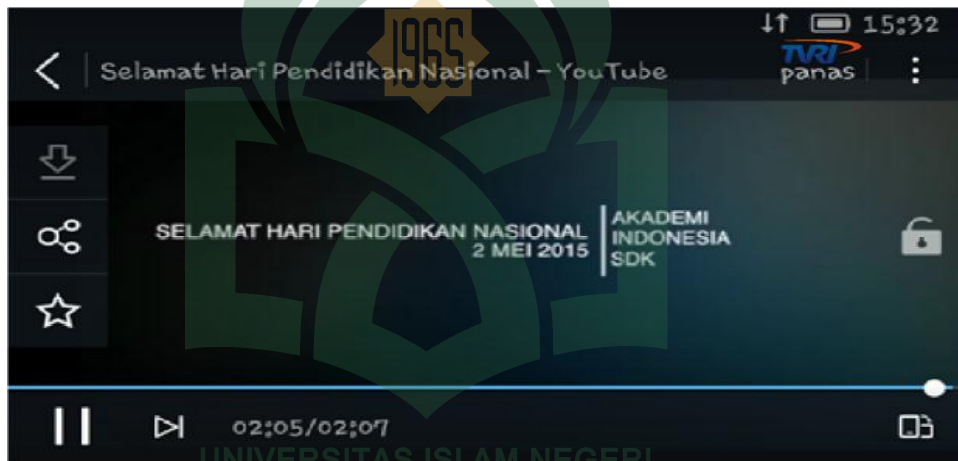 15:32
Selamat Hari Pendidikan Nasional – YouTube
TVRI
panas
1965
SELAMAT HARI PENDIDIKAN NASIONAL
2 MEI 2015
AKADEMI
INDONESIA
SDK
02:05/02:07
UNIVERSITAS ISLAM NEGERI